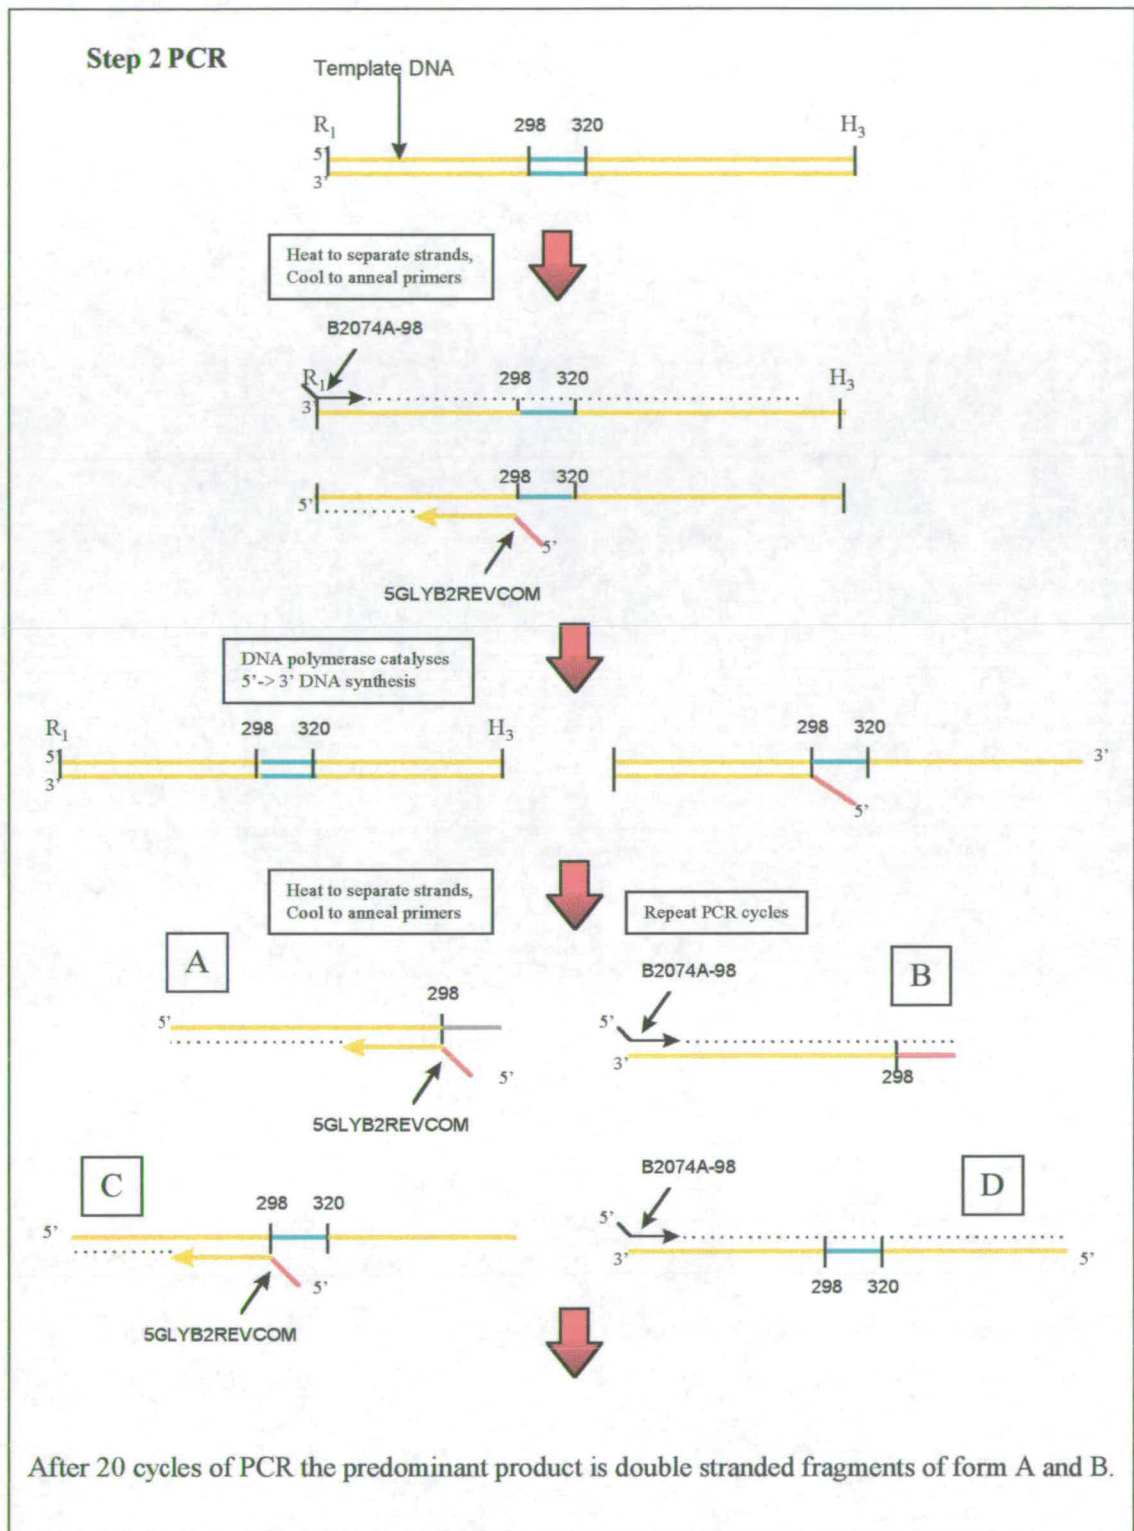 Step 2 PCR
Template DNA
R1 298 320 H3
5'
3'
Heat to separate strands,
Cool to anneal primers
B2074A-98
R1 298 320 H3
3'
298 320
5'
5'
5GLYB2REVCOM
DNA polymerase catalyses
5'-> 3' DNA synthesis
R1 298 320 H3 298 320
5' 3'
3'
5'
Heat to separate strands,
Cool to anneal primers
Repeat PCR cycles
A
B2074A-98
B
298
5' 5'
3'
5' 298
5GLYB2REVCOM
B2074A-98
C
D
298 320
5' 5'
3' 5'
5' 298 320
5GLYB2REVCOM
After 20 cycles of PCR the predominant product is double stranded fragments of form A and B.